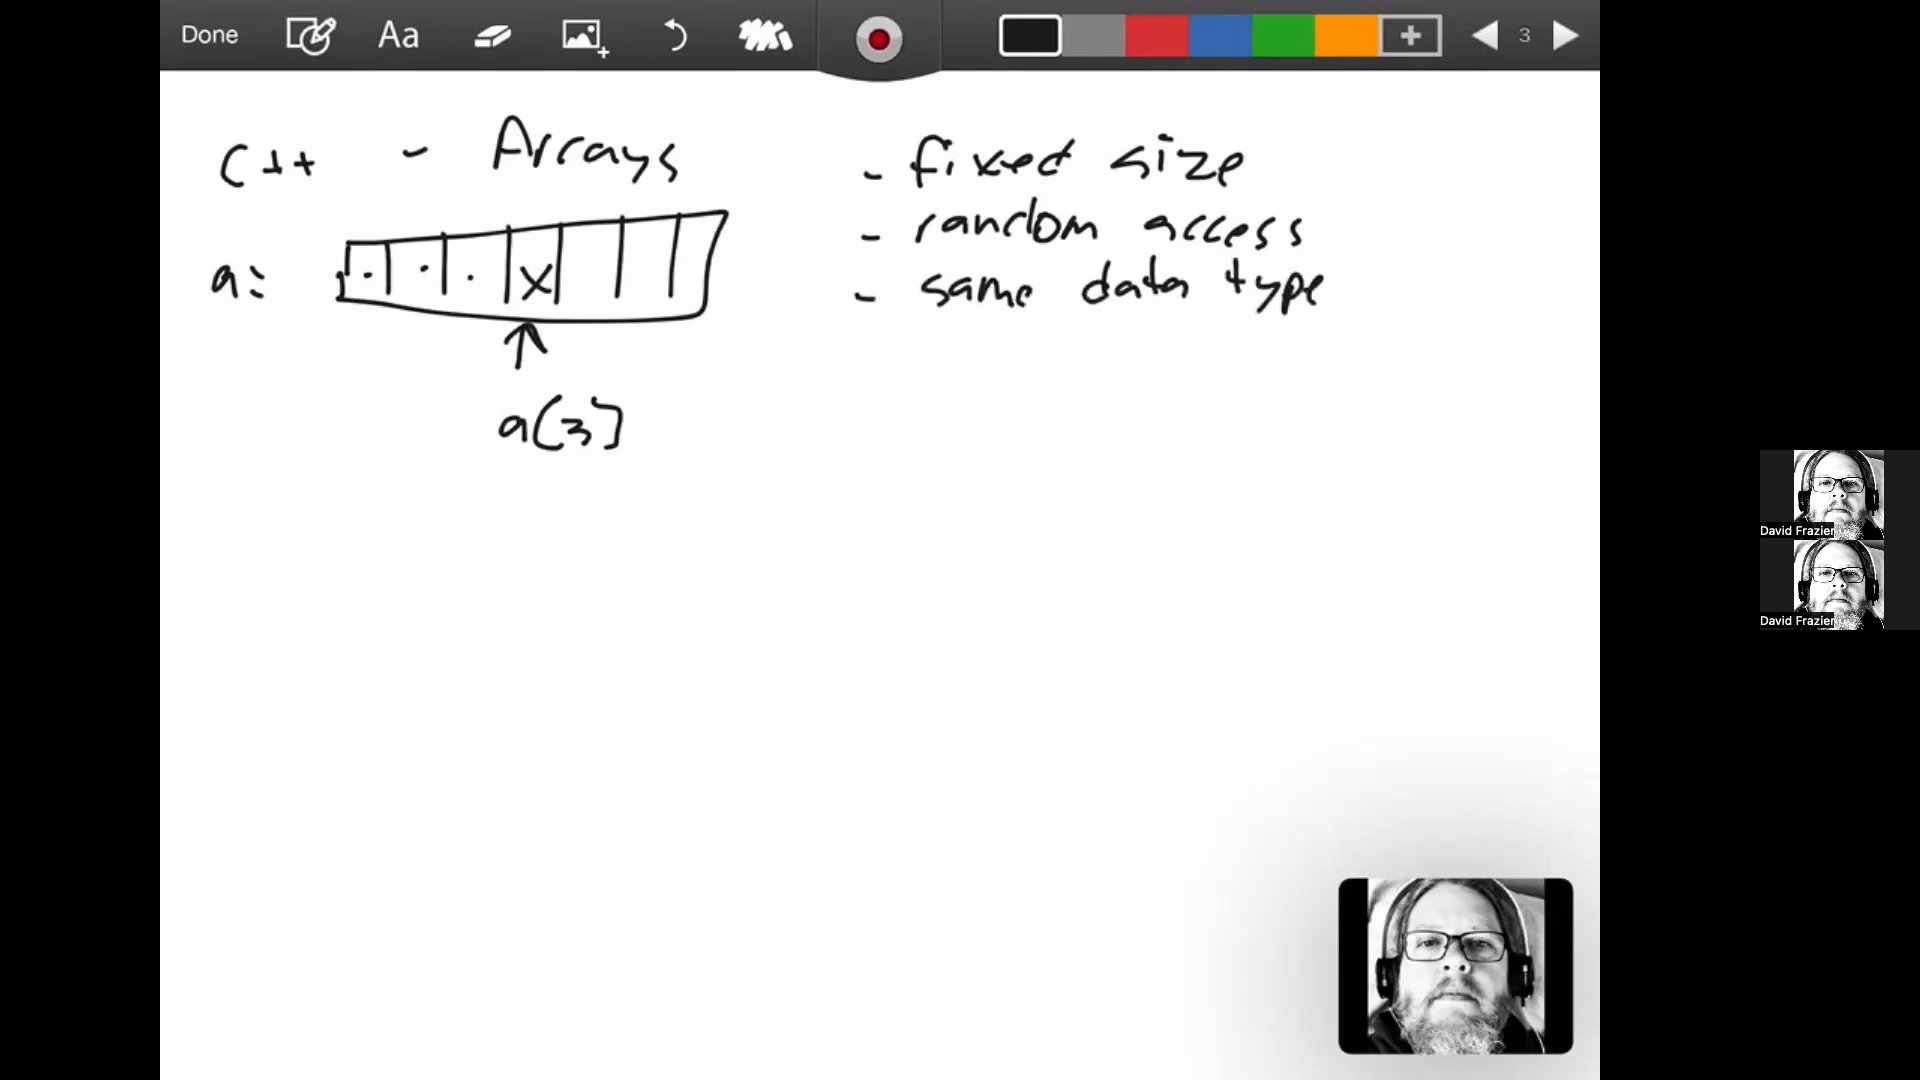 Done Aa 3
C++ - Arrays
- fixed size
- random access
- same data type
a:
X
a[3]
David Frazier
David Frazier